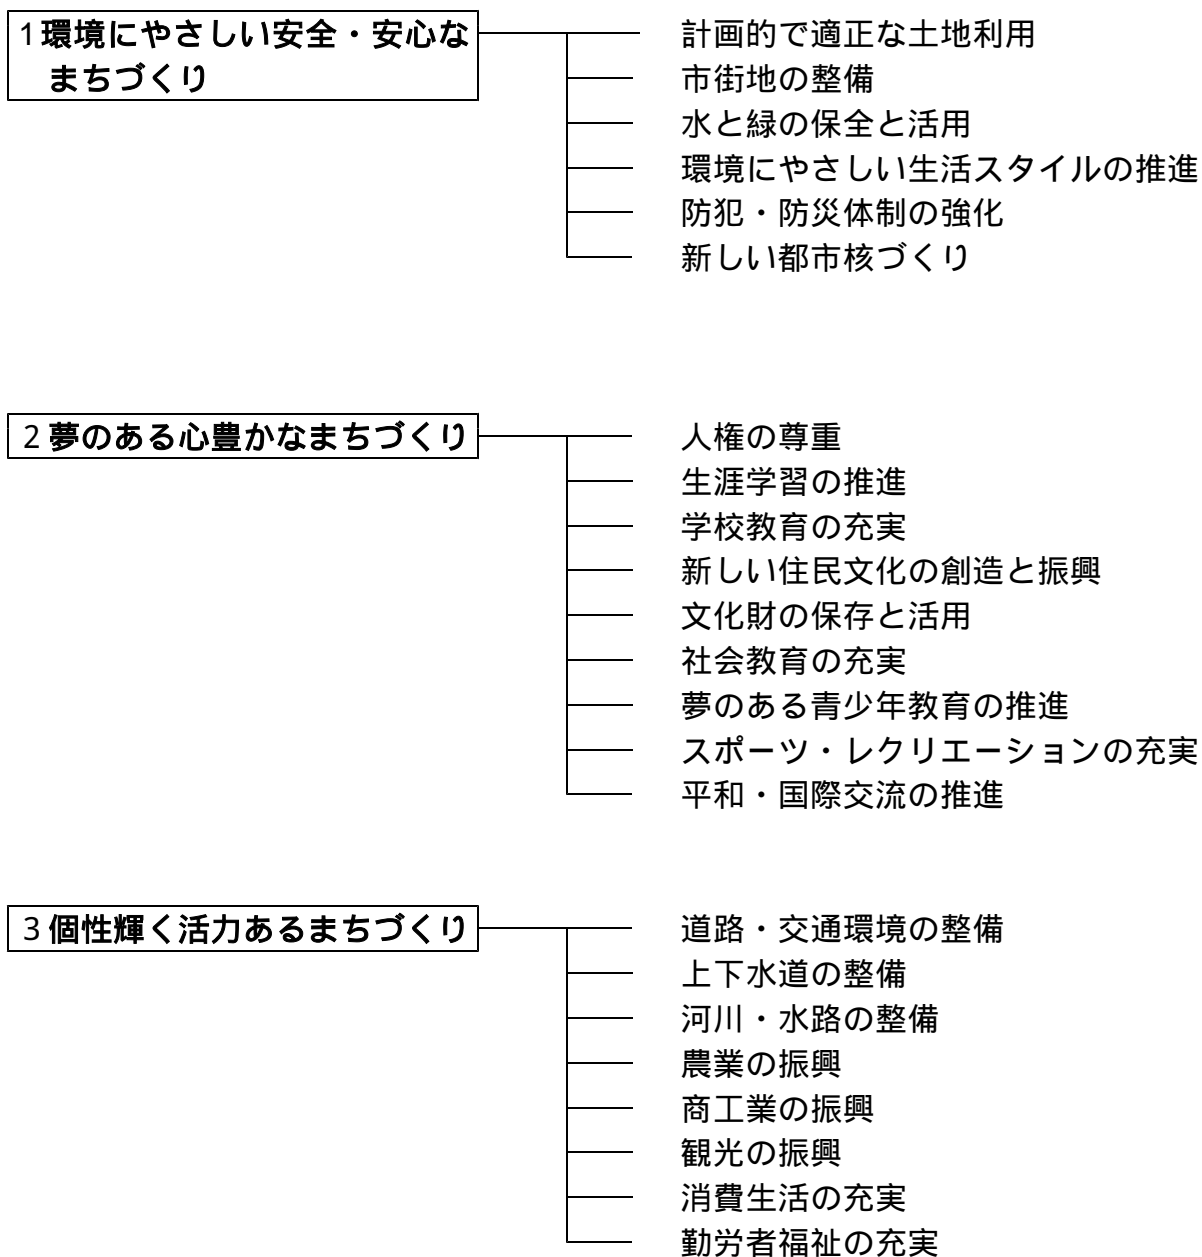 1環境にやさしい安全・安心な
まちづくり
計画的で適正な土地利用
市街地の整備
水と緑の保全と活用
環境にやさしい生活スタイルの推進
防犯・防災体制の強化
新しい都市核づくり
2夢のある心豊かなまちづくり
人権の尊重
生涯学習の推進
学校教育の充実
新しい住民文化の創造と振興
文化財の保存と活用
社会教育の充実
夢のある青少年教育の推進
スポーツ・レクリエーションの充実
平和・国際交流の推進
3個性輝く活力あるまちづくり
道路・交通環境の整備
上下水道の整備
河川・水路の整備
農業の振興
商工業の振興
観光の振興
消費生活の充実
勤労者福祉の充実